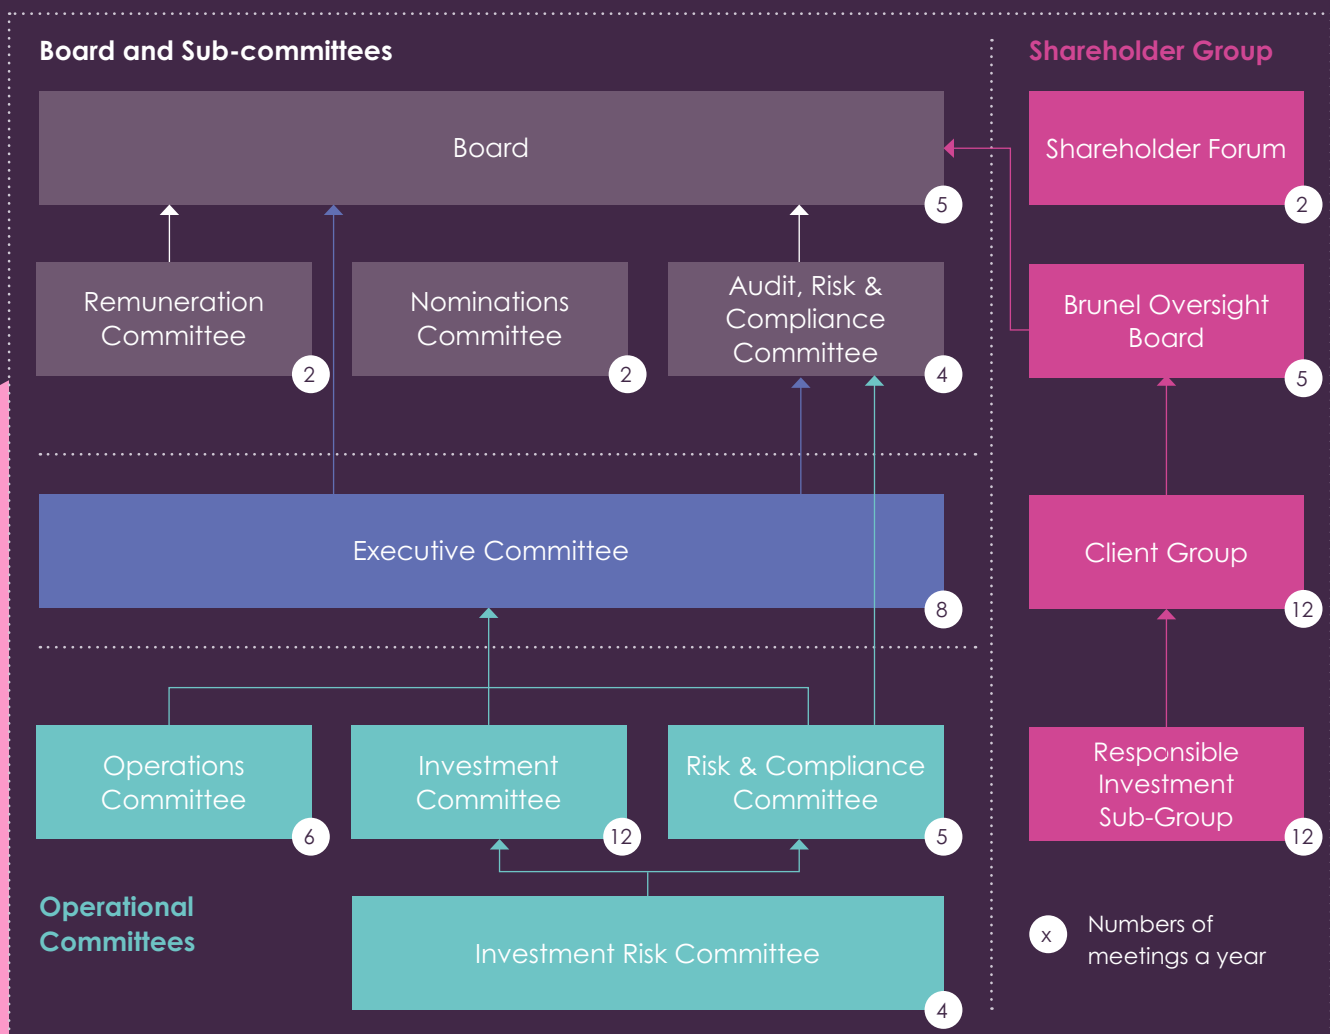 Board and Sub-committees
Shareholder Group
Board
5
Shareholder Forum
2
Remuneration
Committee
2
Nominations
Committee
2
Audit, Risk &
Compliance
Committee
4
Brunel Oversight
Board
5
Executive Committee
8
Client Group
12
Operations
Committee
6
Investment
Committee
12
Risk & Compliance
Committee
5
Responsible
Investment
Sub-Group
12
Operational
Committees
Investment Risk Committee
4
x
Numbers of
meetings a year